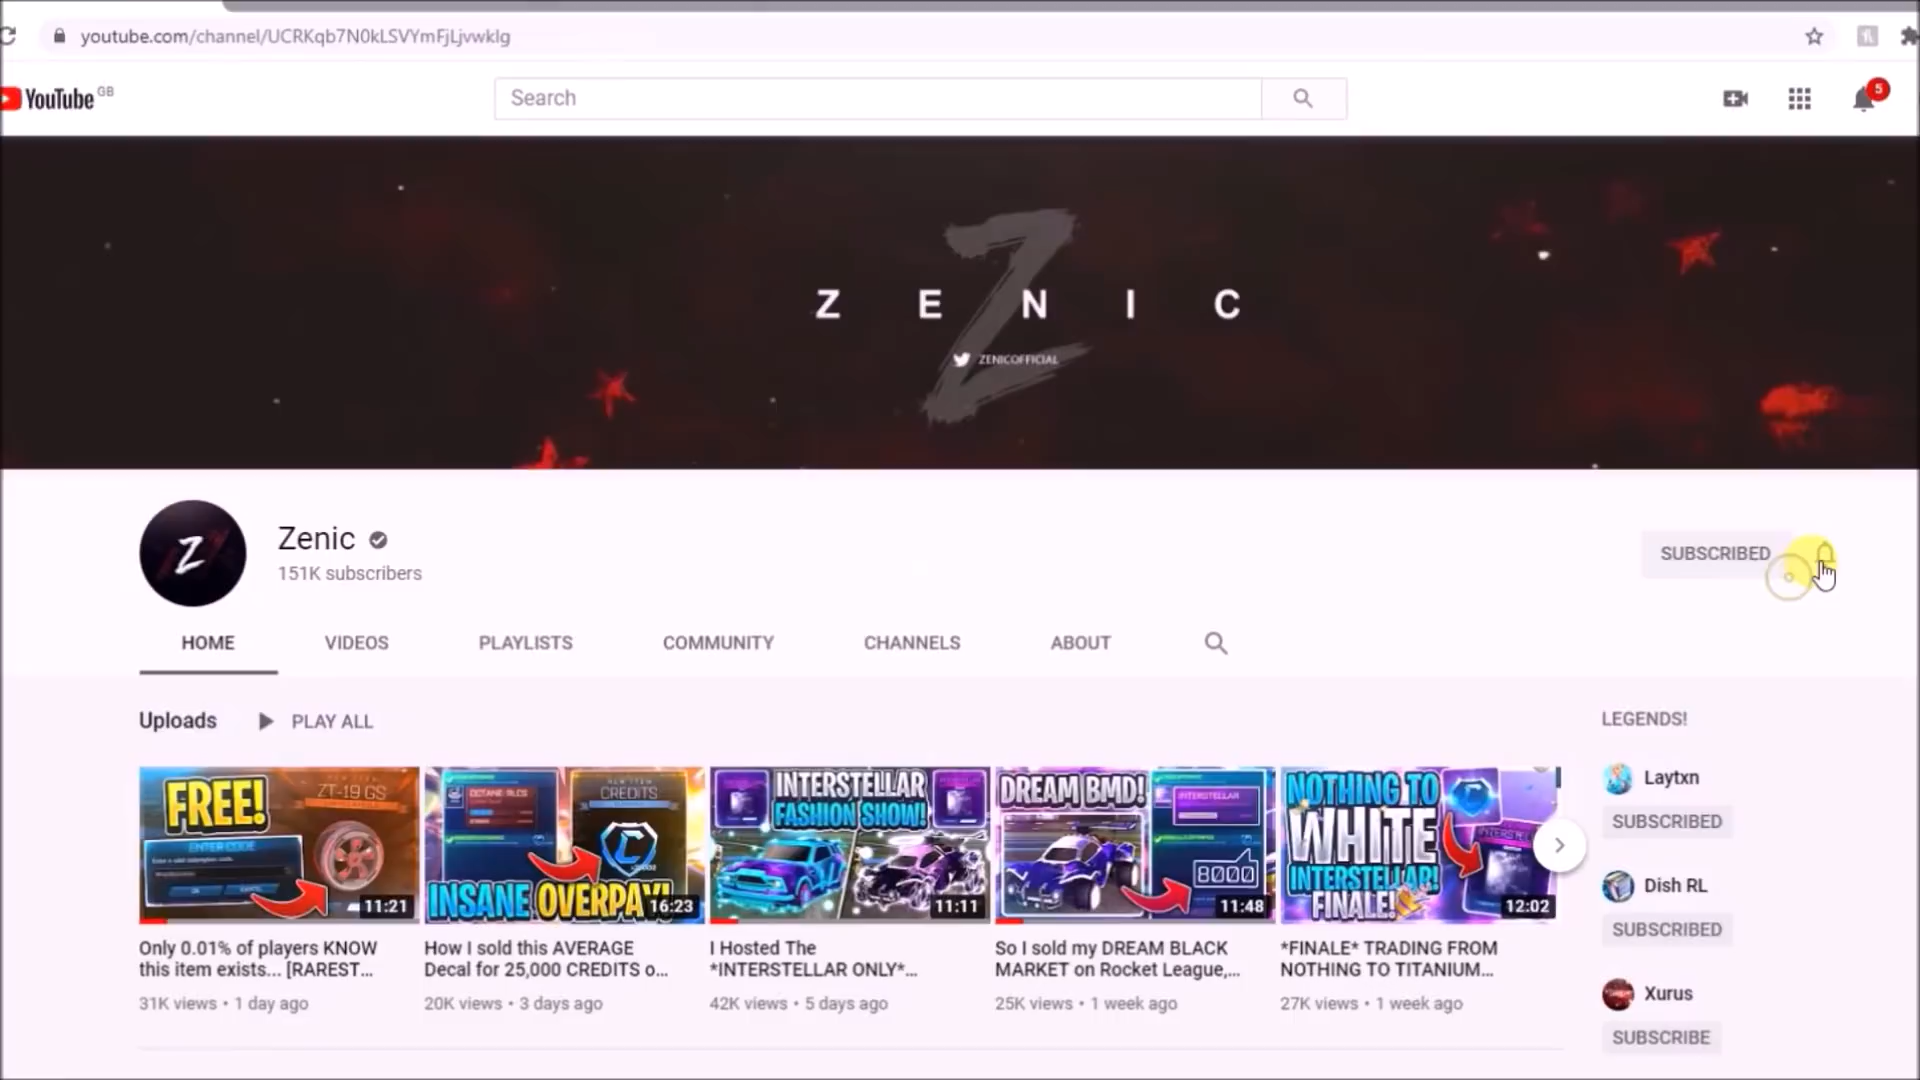 youtube.com/channel/UCRKqb7N0kLSVYmFjLjvwkIg
YouTube GB
Search
5
Z E N I C
ZENICOFFICIAL
Z
Zenic
151K subscribers
SUBSCRIBED
HOME VIDEOS PLAYLISTS COMMUNITY CHANNELS ABOUT
Uploads PLAY ALL
FREE!
ZT-19 GS
ENTER CODE
11:21
Only 0.01% of players KNOW
this item exists... [RAREST...
31K views • 1 day ago
CREDITS
INSANE OVERPAY!
16:23
How I sold this AVERAGE
Decal for 25,000 CREDITS o...
20K views • 3 days ago
INTERSTELLAR
FASHION SHOW!
11:11
I Hosted The
*INTERSTELLAR ONLY*...
42K views • 5 days ago
DREAM BMD!
INTERSTELLAR
8000
11:48
So I sold my DREAM BLACK
MARKET on Rocket League,...
25K views • 1 week ago
NOTHING TO
WHITE
INTERSTELLAR!
FINALE!
12:02
*FINALE* TRADING FROM
NOTHING TO TITANIUM...
27K views • 1 week ago
LEGENDS!
Laytxn
SUBSCRIBED
Dish RL
SUBSCRIBED
Xurus
SUBSCRIBE